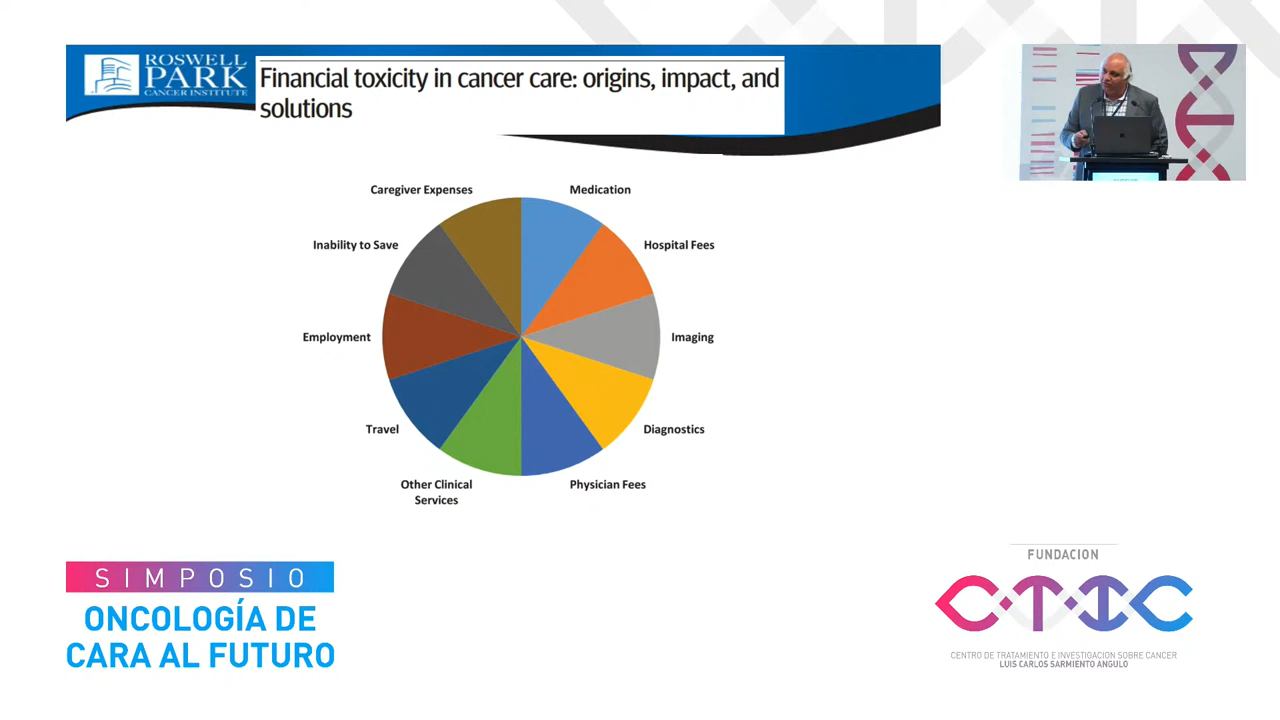 ROSWELL
PARK
CANCER INSTITUTE
Financial toxicity in cancer care: origins, impact, and
solutions
Caregiver Expenses
Medication
Inability to Save
Hospital Fees
Employment
Imaging
Travel
Diagnostics
Other Clinical
Services
Physician Fees
SIMPOSIO
ONCOLOGÍA DE
CARA AL FUTURO
FUNDACION
CTIC
CENTRO DE TRATAMIENTO E INVESTIGACION SOBRE CANCER
LUIS CARLOS SARMIENTO ANGULO